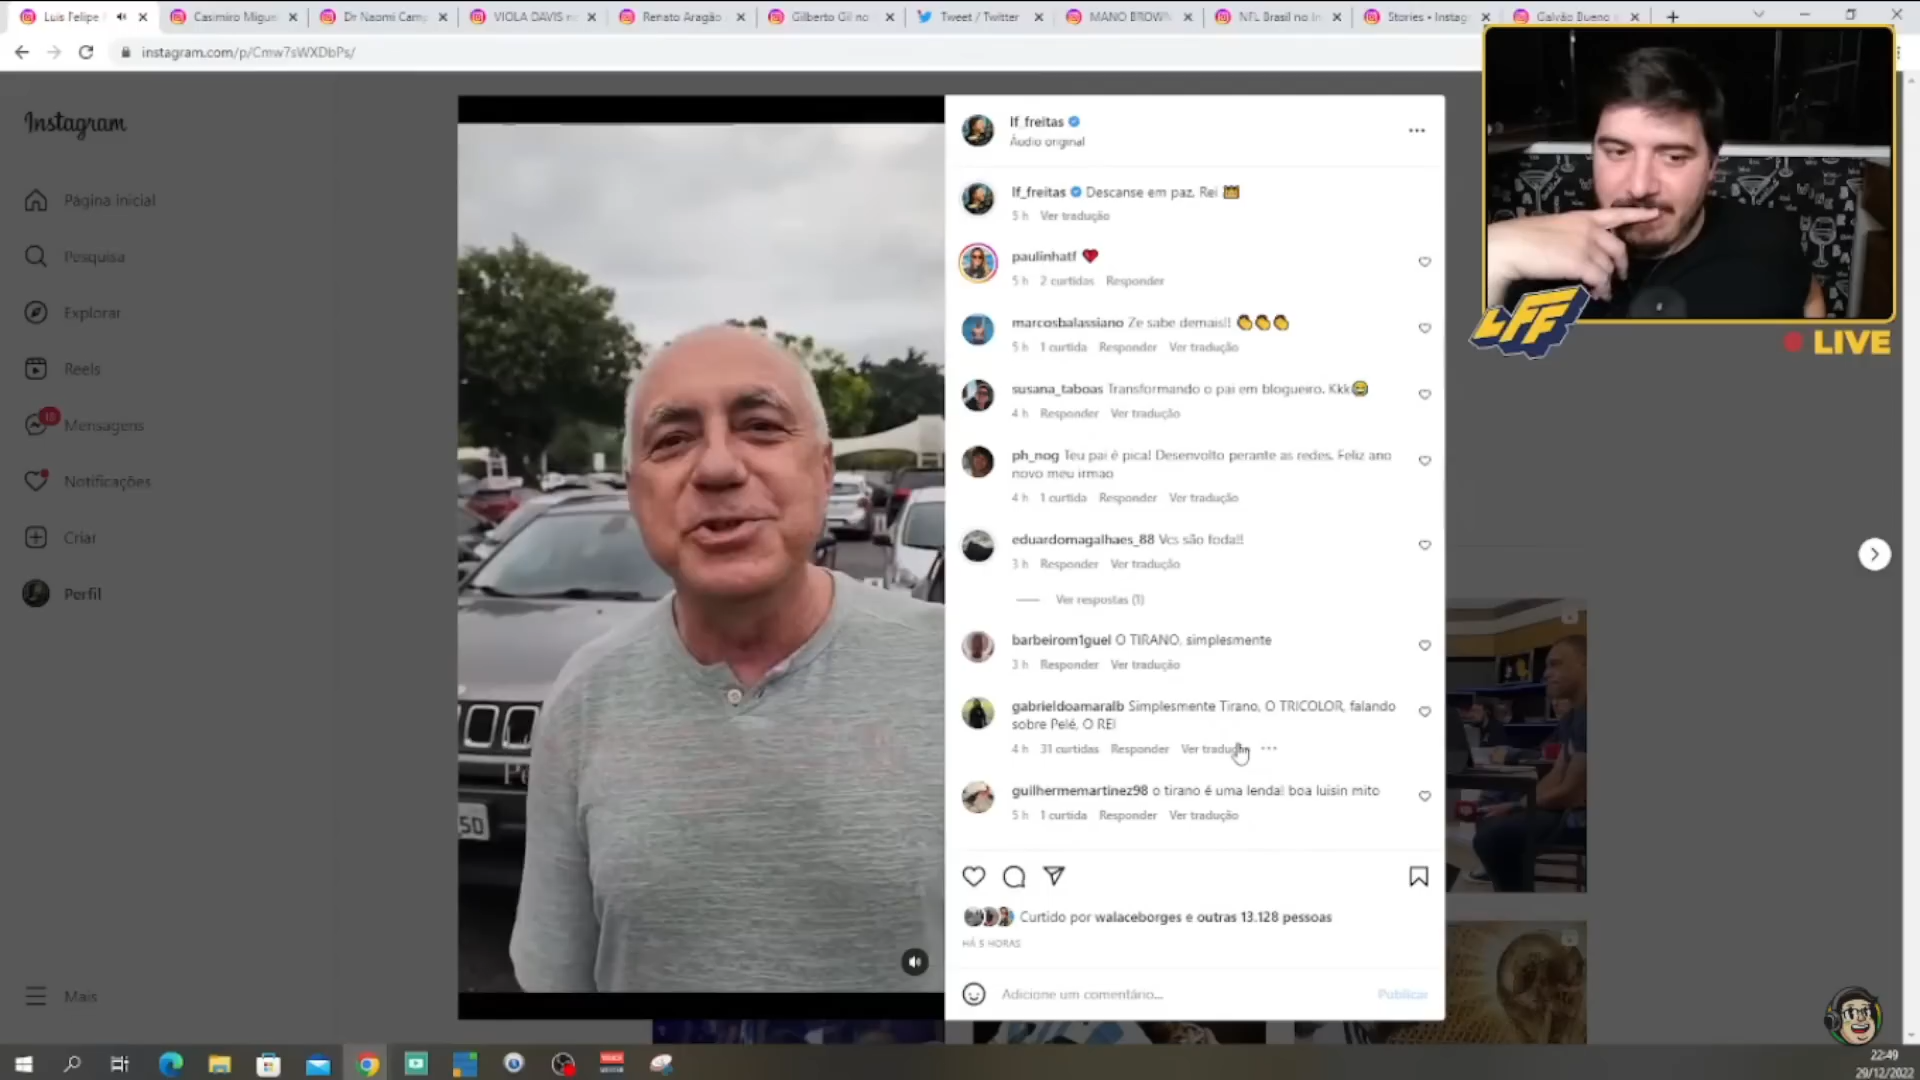 Luis Felipe
Casimiro Migue
Dr Naomi Cam
VIOLA DAVIS n
Renato Aragão
Gilberto Gil no
Tweet / Twitter
MANO BROWN
NFL Brasil no In
Stories • Instag
Galvão Bueno
instagram.com/p/Cmw7sWXDbPs/
Instagram
Página inicial
Pesquisa
Explorar
Reels
Mensagens
Notificações
Criar
Perfil
Mais
50
lf_freitas
Áudio original
lf_freitas Descanse em paz, Rei
5 h Ver tradução
paulinhatf
5 h 2 curtidas Responder
marcosbalassiano Ze sabe demais!!
5 h 1 curtida Responder Ver tradução
susana_taboas Transformando o pai em blogueiro. Kkk
4 h Responder Ver tradução
ph_nog Teu pai é pica! Desenvolto perante as redes. Feliz ano
novo meu irmao
4 h 1 curtida Responder Ver tradução
eduardomagalhaes_88 Vcs são foda!!
3 h Responder Ver tradução
Ver respostas (1)
barbeirom1guel O TIRANO, simplesmente
3 h Responder Ver tradução
gabrieldoamaralb Simplesmente Tirano, O TRICOLOR, falando
sobre Pelé, O REI
4 h 31 curtidas Responder Ver tradução
guilhermemartinez98 o tirano é uma lenda! boa luisin mito
5 h 1 curtida Responder Ver tradução
Curtido por walaceborges e outras 13.128 pessoas
HÁ 5 HORAS
Adicione um comentário...
Publicar
LFF
LIVE
22:49
29/12/2022